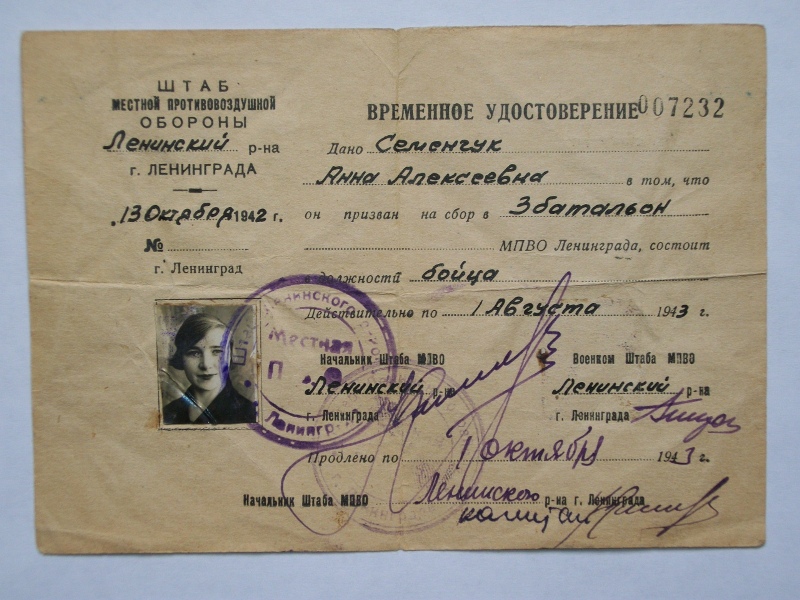 ШТАБ
МЕСТНОЙ ПРОТИВОВОЗДУШНОЙ
ОБОРОНЫ
Ленинский р-на
г. ЛЕНИНГРАДА
13 Октября 1942 г.
№
г. Ленинград
ВРЕМЕННОЕ УДОСТОВЕРЕНИЕ 007232
Дано Семенчук
Анна Алексеевна в том, что
он призван на сбор в 3 батальон
МПВО Ленинграда, состоит
в должности бойца
Действительно по 1 Августа 1943 г.
Начальник Штаба МПВО
Ленинский р-на
г. Ленинграда
Военком Штаба МПВО
Ленинский р-на
г. Ленинграда
Продлено по 1 октября 1943 г.
Начальник Штаба МПВО Ленинского р-на г. Ленинграда
капитан
Местная